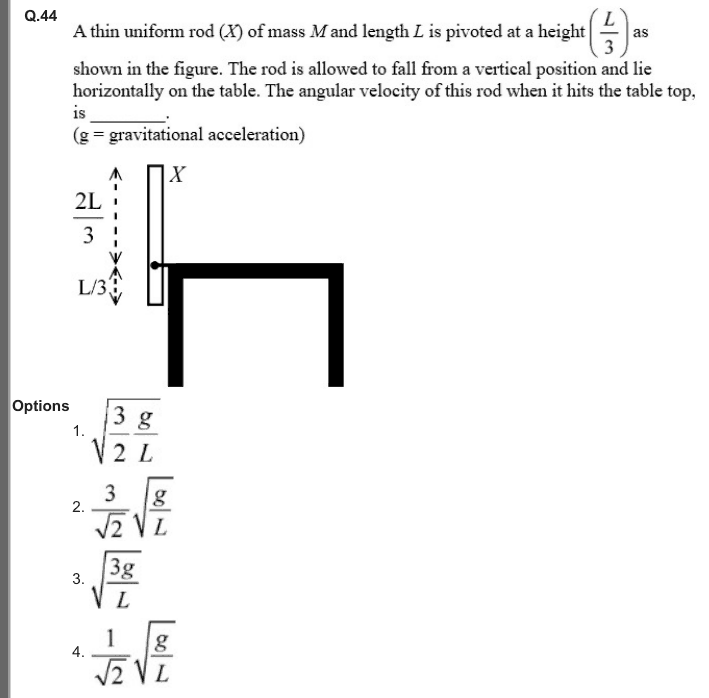 Q.44
A thin uniform rod (X) of mass M and length L is pivoted at a height (L/3) as
shown in the figure. The rod is allowed to fall from a vertical position and lie
horizontally on the table. The angular velocity of this rod when it hits the table top,
is ________.
(g = gravitational acceleration)
X
2L
3
L/3
Options
1. √(3/2 g/L)
2. 3/√2 √(g/L)
3. √(3g/L)
4. 1/√2 √(g/L)